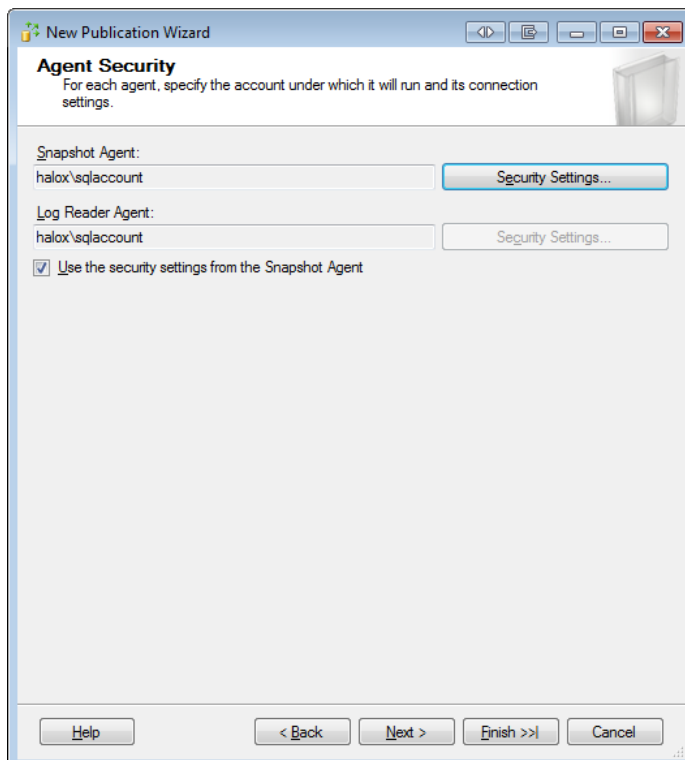 New Publication Wizard
Agent Security
For each agent, specify the account under which it will run and its connection
settings.
Snapshot Agent:
halox\sqlaccount
Security Settings...
Log Reader Agent:
halox\sqlaccount
Security Settings...
Use the security settings from the Snapshot Agent
Help
< Back
Next >
Finish >>|
Cancel